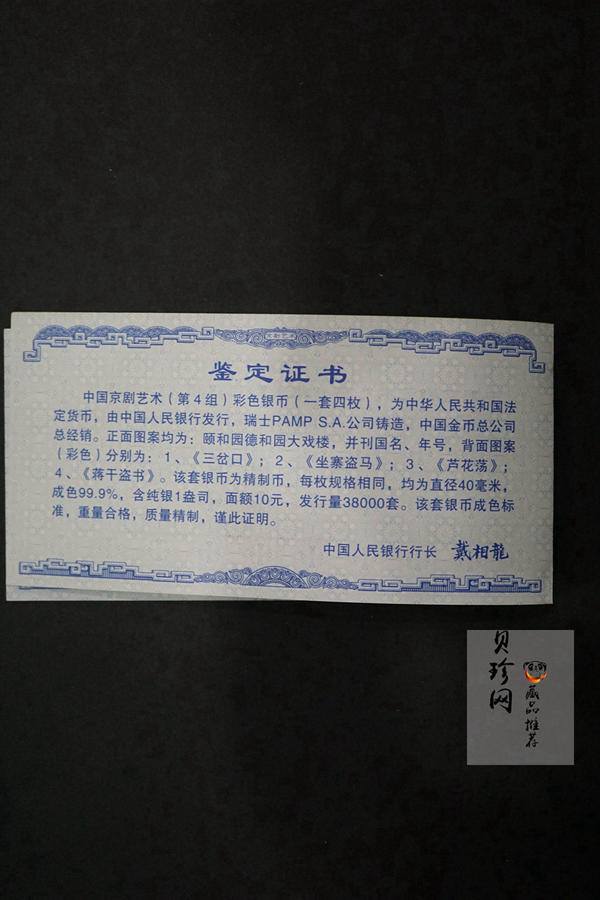 鉴定证书
中国京剧艺术（第4组）彩色银币（一套四枚），为中华人民共和国法
定货币，由中国人民银行发行，瑞士PAMP S.A.公司铸造，中国金币总公司
总经销。正面图案均为：颐和园德和园大戏楼，并刊国名、年号，背面图案
（彩色）分别为：1、《三岔口》；2、《坐寨盗马》；3、《芦花荡》；
4、《蒋干盗书》。该套银币为精制币，每枚规格相同，均为直径40毫米，
成色99.9%，含纯银1盎司，面额10元，发行量38000套。该套银币成色标
准，重量合格，质量精制，谨此证明。
中国人民银行行长 戴相龍
贝珍网
藏品推荐